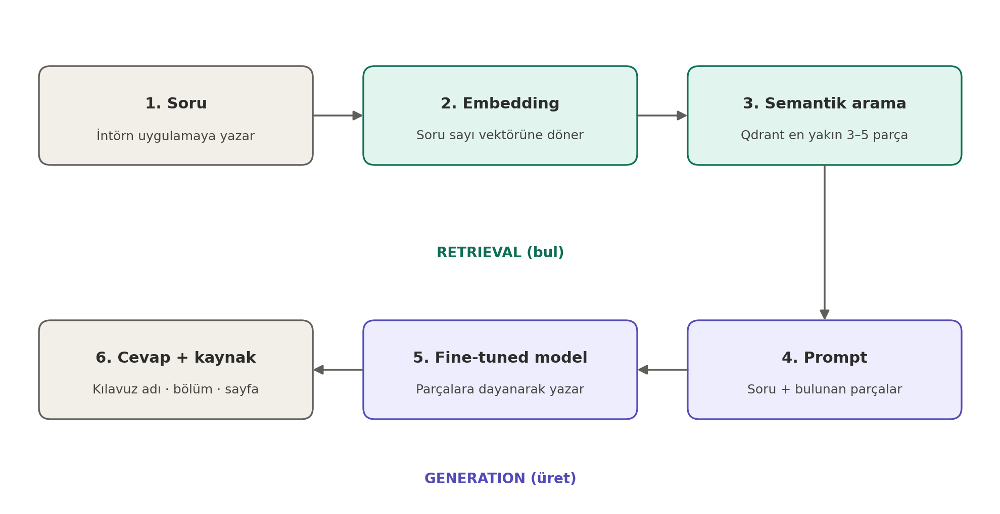 1. Soru
İntörn uygulamaya yazar
2. Embedding
Soru sayı vektörüne döner
3. Semantik arama
Qdrant en yakın 3–5 parça
RETRIEVAL (bul)
6. Cevap + kaynak
Kılavuz adı · bölüm · sayfa
5. Fine-tuned model
Parçalara dayanarak yazar
4. Prompt
Soru + bulunan parçalar
GENERATION (üret)